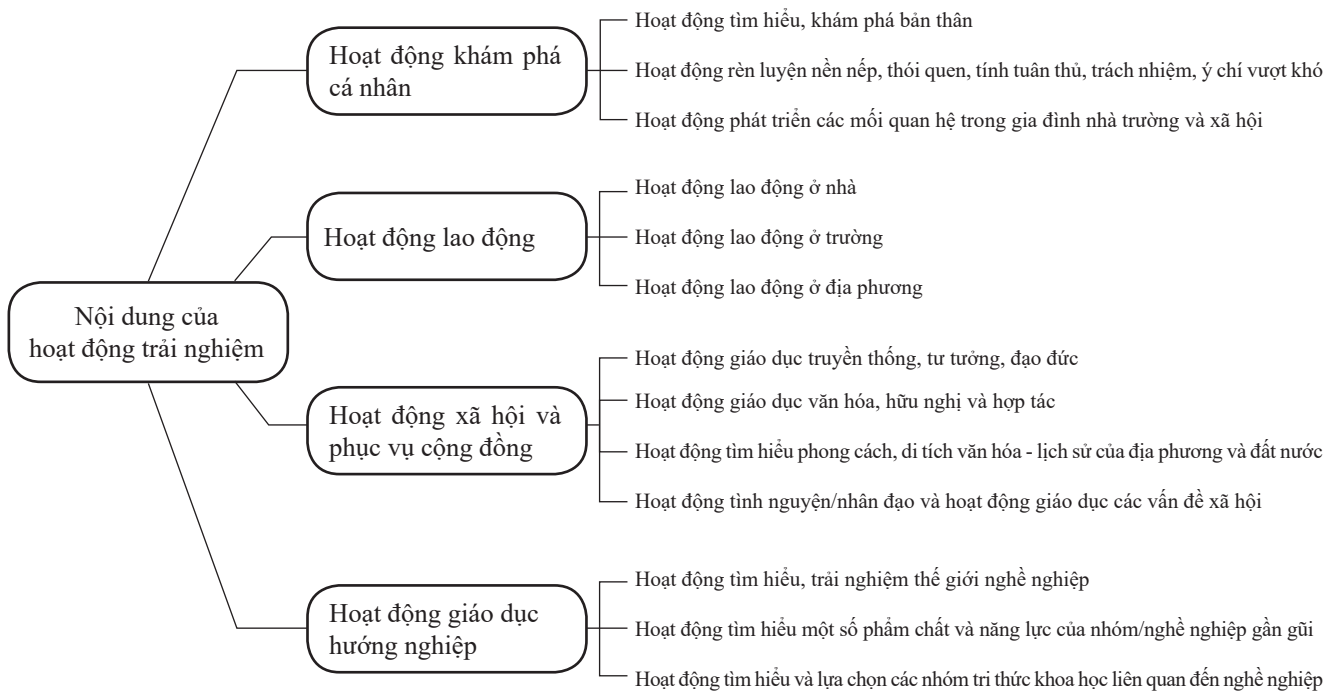 Nội dung của
hoạt động trải nghiệm
Hoạt động khám phá
cá nhân
Hoạt động tìm hiểu, khám phá bản thân
Hoạt động rèn luyện nền nếp, thói quen, tính tuân thủ, trách nhiệm, ý chí vượt khó
Hoạt động phát triển các mối quan hệ trong gia đình nhà trường và xã hội
Hoạt động lao động
Hoạt động lao động ở nhà
Hoạt động lao động ở trường
Hoạt động lao động ở địa phương
Hoạt động xã hội và
phục vụ cộng đồng
Hoạt động giáo dục truyền thống, tư tưởng, đạo đức
Hoạt động giáo dục văn hóa, hữu nghị và hợp tác
Hoạt động tìm hiểu phong cách, di tích văn hóa - lịch sử của địa phương và đất nước
Hoạt động tình nguyện/nhân đạo và hoạt động giáo dục các vấn đề xã hội
Hoạt động giáo dục
hướng nghiệp
Hoạt động tìm hiểu, trải nghiệm thế giới nghề nghiệp
Hoạt động tìm hiểu một số phẩm chất và năng lực của nhóm/nghề nghiệp gần gũi
Hoạt động tìm hiểu và lựa chọn các nhóm tri thức khoa học liên quan đến nghề nghiệp